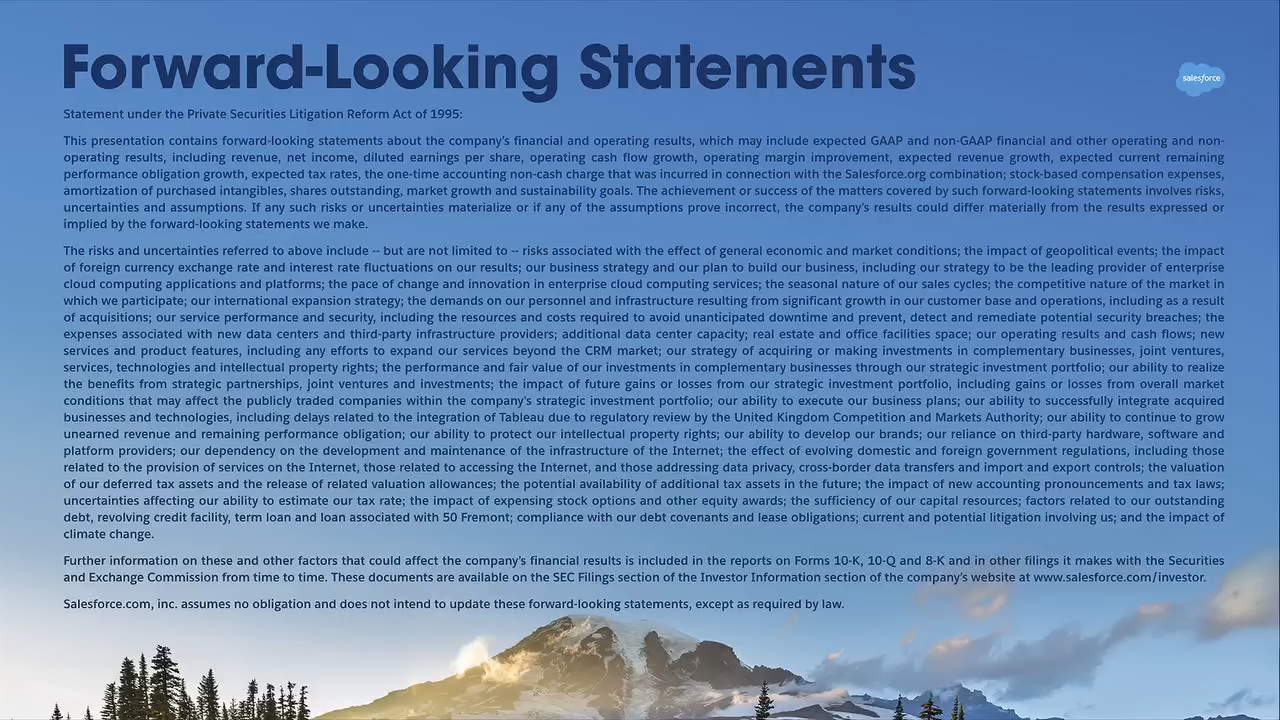 Forward-Looking Statements
salesforce
Statement under the Private Securities Litigation Reform Act of 1995:
This presentation contains forward-looking statements about the company's financial and operating results, which may include expected GAAP and non-GAAP financial and other operating and non-
operating results, including revenue, net income, diluted earnings per share, operating cash flow growth, operating margin improvement, expected revenue growth, expected current remaining
performance obligation growth, expected tax rates, the one-time accounting non-cash charge that was incurred in connection with the Salesforce.org combination; stock-based compensation expenses,
amortization of purchased intangibles, shares outstanding, market growth and sustainability goals. The achievement or success of the matters covered by such forward-looking statements involves risks,
uncertainties and assumptions. If any such risks or uncertainties materialize or if any of the assumptions prove incorrect, the company's results could differ materially from the results expressed or
implied by the forward-looking statements we make.
The risks and uncertainties referred to above include -- but are not limited to -- risks associated with the effect of general economic and market conditions; the impact of geopolitical events; the impact
of foreign currency exchange rate and interest rate fluctuations on our results; our business strategy and our plan to build our business, including our strategy to be the leading provider of enterprise
cloud computing applications and platforms; the pace of change and innovation in enterprise cloud computing services; the seasonal nature of our sales cycles; the competitive nature of the market in
which we participate; our international expansion strategy; the demands on our personnel and infrastructure resulting from significant growth in our customer base and operations, including as a result
of acquisitions; our service performance and security, including the resources and costs required to avoid unanticipated downtime and prevent, detect and remediate potential security breaches; the
expenses associated with new data centers and third-party infrastructure providers; additional data center capacity; real estate and office facilities space; our operating results and cash flows; new
services and product features, including any efforts to expand our services beyond the CRM market; our strategy of acquiring or making investments in complementary businesses, joint ventures,
services, technologies and intellectual property rights; the performance and fair value of our investments in complementary businesses through our strategic investment portfolio; our ability to realize
the benefits from strategic partnerships, joint ventures and investments; the impact of future gains or losses from our strategic investment portfolio, including gains or losses from overall market
conditions that may affect the publicly traded companies within the company's strategic investment portfolio; our ability to execute our business plans; our ability to successfully integrate acquired
businesses and technologies, including delays related to the integration of Tableau due to regulatory review by the United Kingdom Competition and Markets Authority; our ability to continue to grow
unearned revenue and remaining performance obligation; our ability to protect our intellectual property rights; our ability to develop our brands; our reliance on third-party hardware, software and
platform providers; our dependency on the development and maintenance of the infrastructure of the Internet; the effect of evolving domestic and foreign government regulations, including those
related to the provision of services on the Internet, those related to accessing the Internet, and those addressing data privacy, cross-border data transfers and import and export controls; the valuation
of our deferred tax assets and the release of related valuation allowances; the potential availability of additional tax assets in the future; the impact of new accounting pronouncements and tax laws;
uncertainties affecting our ability to estimate our tax rate; the impact of expensing stock options and other equity awards; the sufficiency of our capital resources; factors related to our outstanding
debt, revolving credit facility, term loan and loan associated with 50 Fremont; compliance with our debt covenants and lease obligations; current and potential litigation involving us; and the impact of
climate change.
Further information on these and other factors that could affect the company's financial results is included in the reports on Forms 10-K, 10-Q and 8-K and in other filings it makes with the Securities
and Exchange Commission from time to time. These documents are available on the SEC Filings section of the Investor Information section of the company's website at www.salesforce.com/investor.
Salesforce.com, inc. assumes no obligation and does not intend to update these forward-looking statements, except as required by law.